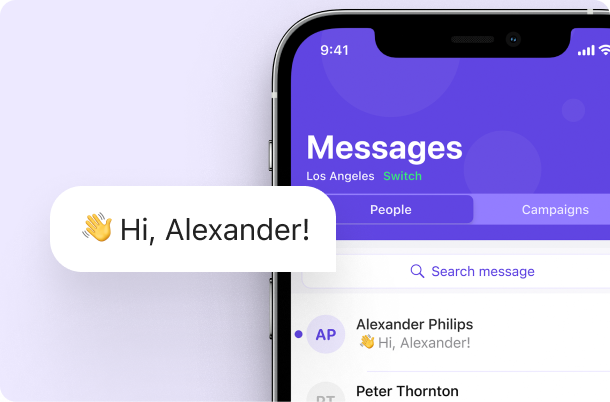 9:41
Messages
Los Angeles Switch
People Campaigns
👋 Hi, Alexander!
Search message
AP
Alexander Philips
👋 Hi, Alexander!
PT
Peter Thornton